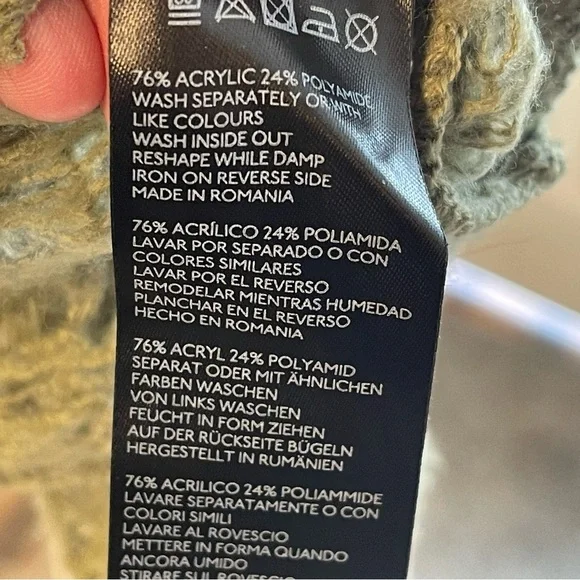 76% ACRYLIC 24% POLYAMIDE
WASH SEPARATELY OR WITH
LIKE COLOURS
WASH INSIDE OUT
RESHAPE WHILE DAMP
IRON ON REVERSE SIDE
MADE IN ROMANIA
76% ACRÍLICO 24% POLIAMIDA
LAVAR POR SEPARADO O CON
COLORES SIMILARES
LAVAR POR EL REVERSO
REMODELAR MIENTRAS HUMEDAD
PLANCHAR EN EL REVERSO
HECHO EN ROMANIA
76% ACRYL 24% POLYAMID
SEPARAT ODER MIT ÄHNLICHEN
FARBEN WASCHEN
VON LINKS WASCHEN
FEUCHT IN FORM ZIEHEN
AUF DER RÜCKSEITE BÜGELN
HERGESTELLT IN RUMÄNIEN
76% ACRILICO 24% POLIAMMIDE
LAVARE SEPARATAMENTE O CON
COLORI SIMILI
LAVARE AL ROVESCIO
METTERE IN FORMA QUANDO
ANCORA UMIDO
STIRARE SUL ROVESCIO